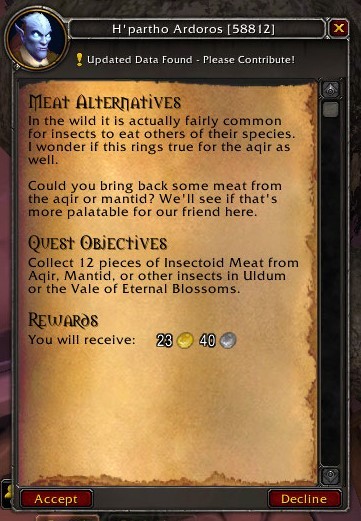 H'partho Ardoros [58812]
Updated Data Found - Please Contribute!
Meat Alternatives
In the wild it is actually fairly common
for insects to eat others of their species.
I wonder if this rings true for the aqir as
well.
Could you bring back some meat from
the aqir or mantid? We'll see if that's
more palatable for our friend here.
Quest Objectives
Collect 12 pieces of Insectoid Meat from
Aqir, Mantid, or other insects in Uldum
or the Vale of Eternal Blossoms.
Rewards
You will receive: 23 40
Accept Decline